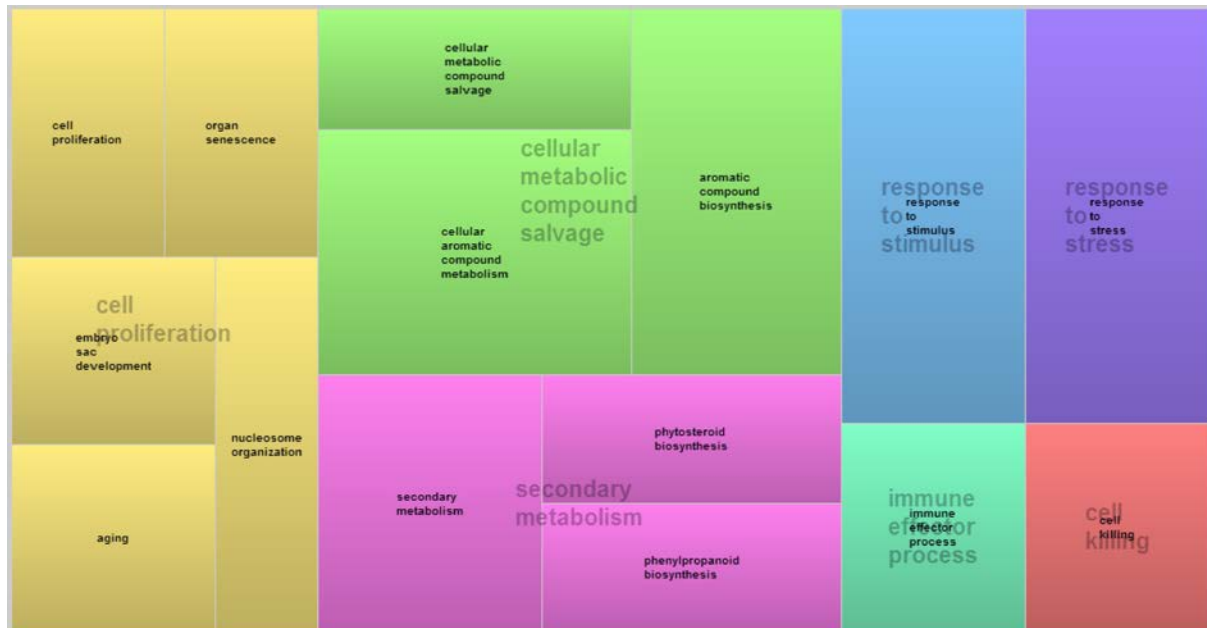 cell
proliferation
organ
senescence
cell
proliferation
embryo
sac
development
nucleosome
organization
aging
cellular
metabolic
compound
salvage
cellular
metabolic
compound
salvage
cellular
aromatic
compound
metabolism
aromatic
compound
biosynthesis
secondary
metabolism
secondary
metabolism
phytosteroid
biosynthesis
phenylpropanoid
biosynthesis
response
to
stimulus
response
to
stimulus
response
to
stress
response
to
stress
immune
effector
process
immune
effector
process
cell
killing
cell
killing